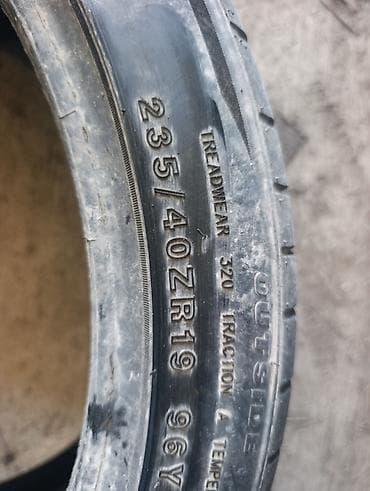 235/40ZR19 96Y
TREADWEAR 320 TRACTION A TEMPE
OUTSIDE